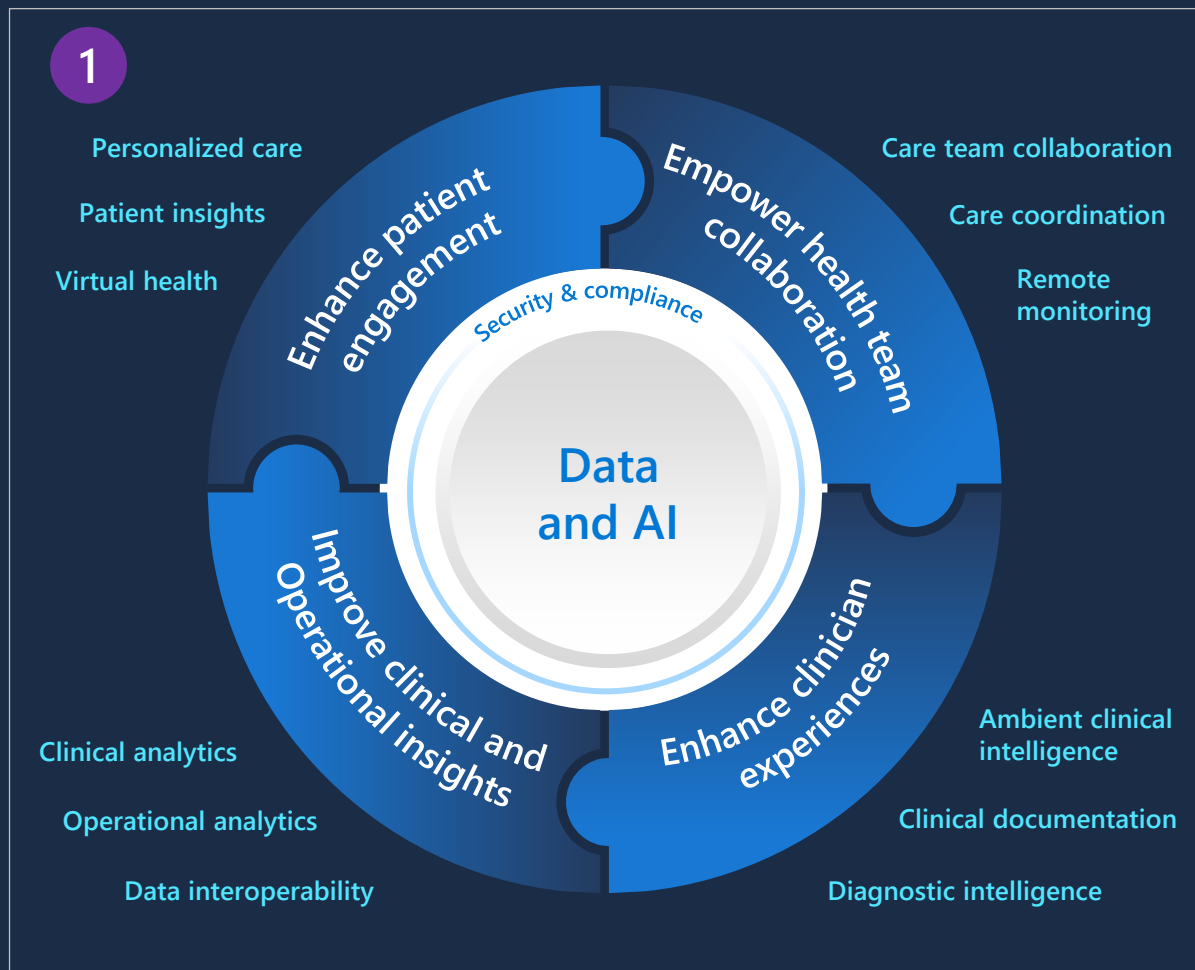 1
Personalized care
Patient insights
Virtual health
Enhance patient
engagement
Empower health team
collaboration
Care team collaboration
Care coordination
Remote
monitoring
Security & compliance
Data
and AI
Improve clinical and
Operational insights
Clinical analytics
Operational analytics
Data interoperability
Enhance clinician
experiences
Ambient clinical
intelligence
Clinical documentation
Diagnostic intelligence